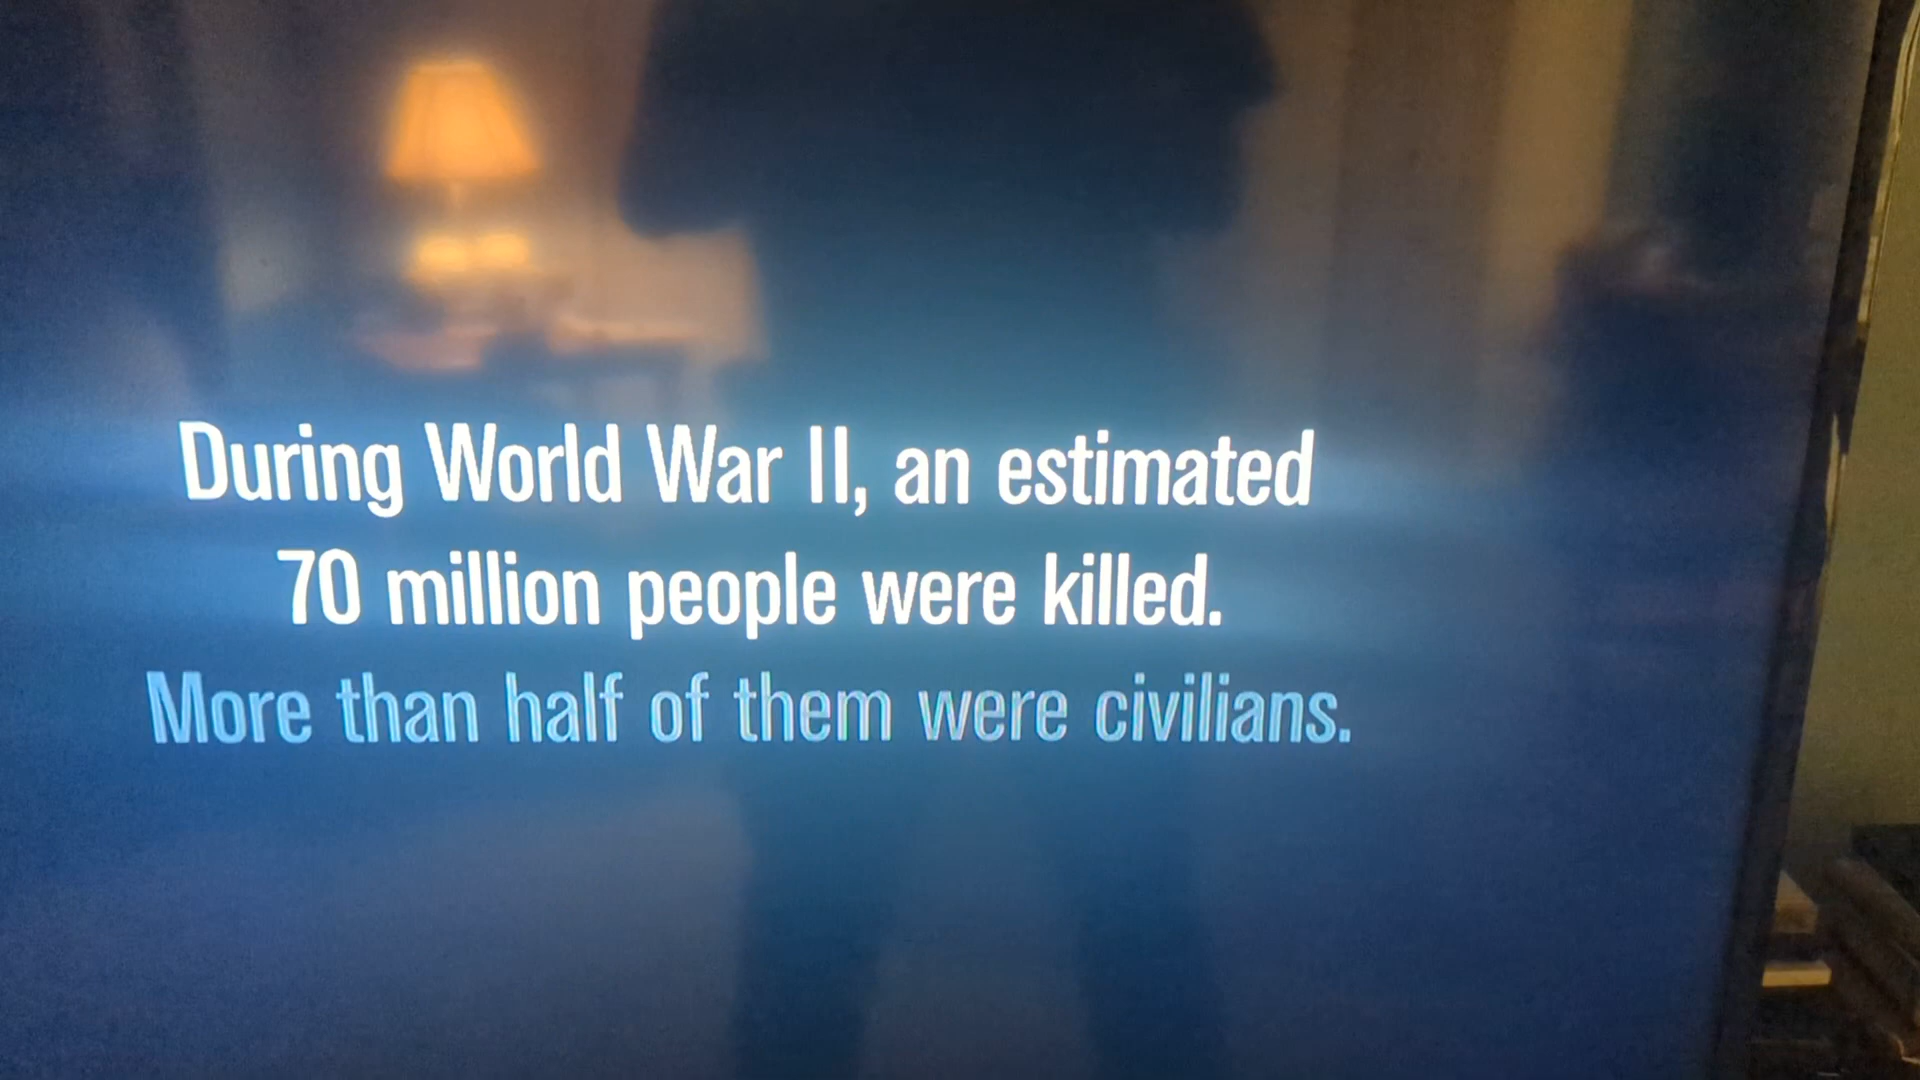 During World War II, an estimated
70 million people were killed.
More than half of them were civilians.